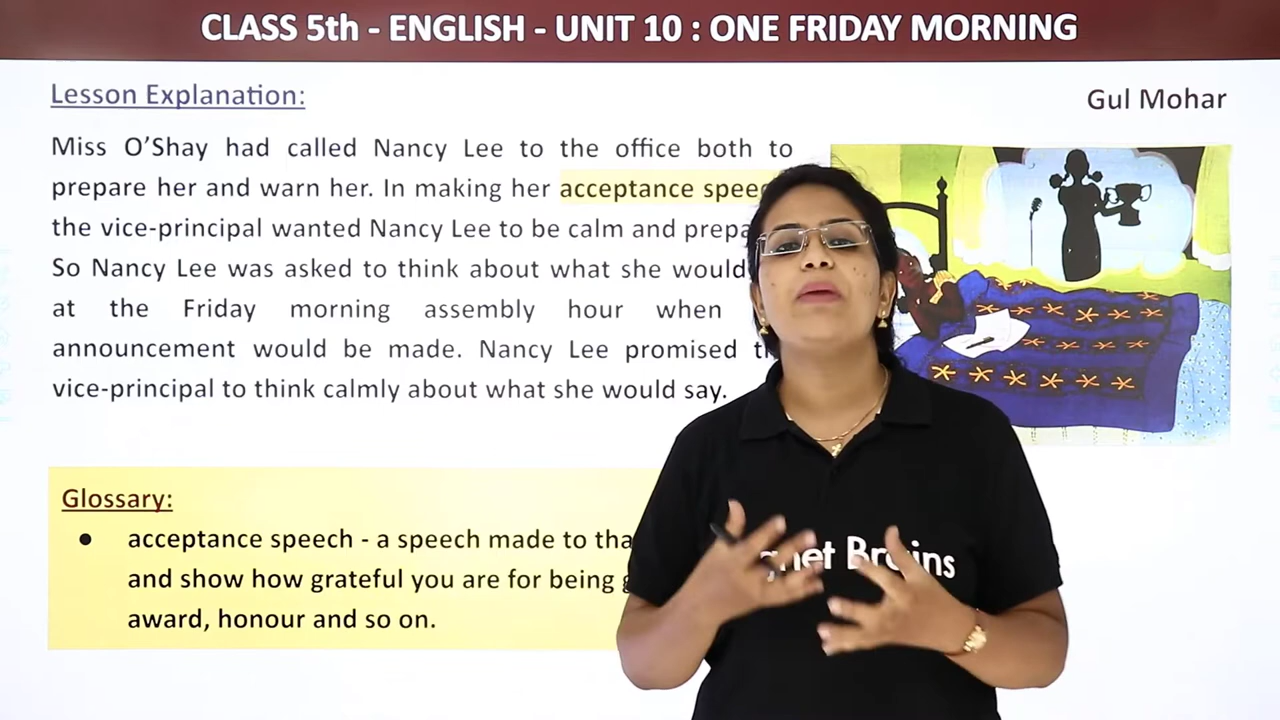 CLASS 5th - ENGLISH - UNIT 10 : ONE FRIDAY MORNING
Lesson Explanation:
Gul Mohar
Miss O’Shay had called Nancy Lee to the office both to
prepare her and warn her. In making her acceptance
the vice-principal wanted Nancy Lee to be calm and
So Nancy Lee was asked to think about what she would
at the Friday morning assembly hour when
announcement would be made. Nancy Lee promised
vice-principal to think calmly about what she would say.
Glossary:
● acceptance speech - a speech made to
and show how grateful you are for being
award, honour and so on.
Brains